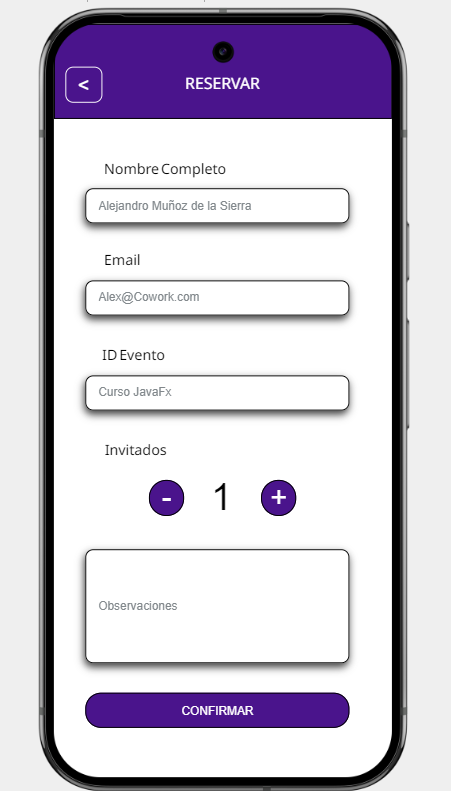 <
RESERVAR
Nombre Completo
Alejandro Muñoz de la Sierra
Email
Alex@Cowork.com
ID Evento
Curso JavaFx
Invitados
- 1 +
Observaciones
CONFIRMAR